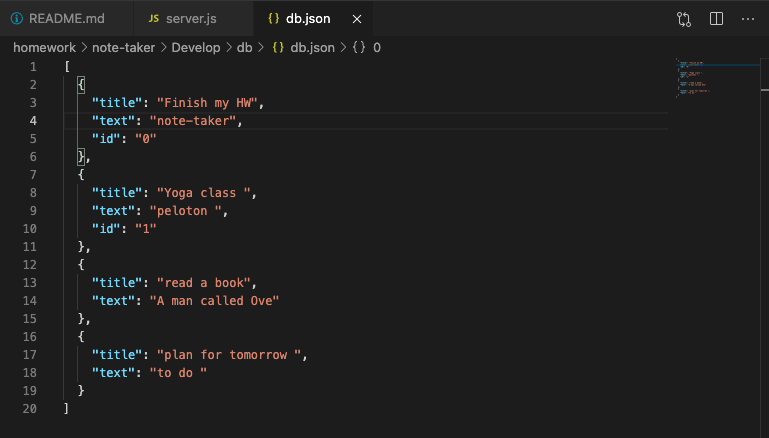 README.md JS server.js {} db.json ×
homework > note-taker > Develop > db > {} db.json > {} 0
1 [
2 {
3 "title": "Finish my HW",
4 "text": "note-taker",
5 "id": "0"
6 },
7 {
8 "title": "Yoga class ",
9 "text": "peloton ",
10 "id": "1"
11 },
12 {
13 "title": "read a book",
14 "text": "A man called Ove"
15 },
16 {
17 "title": "plan for tomorrow ",
18 "text": "to do "
19 }
20 ]